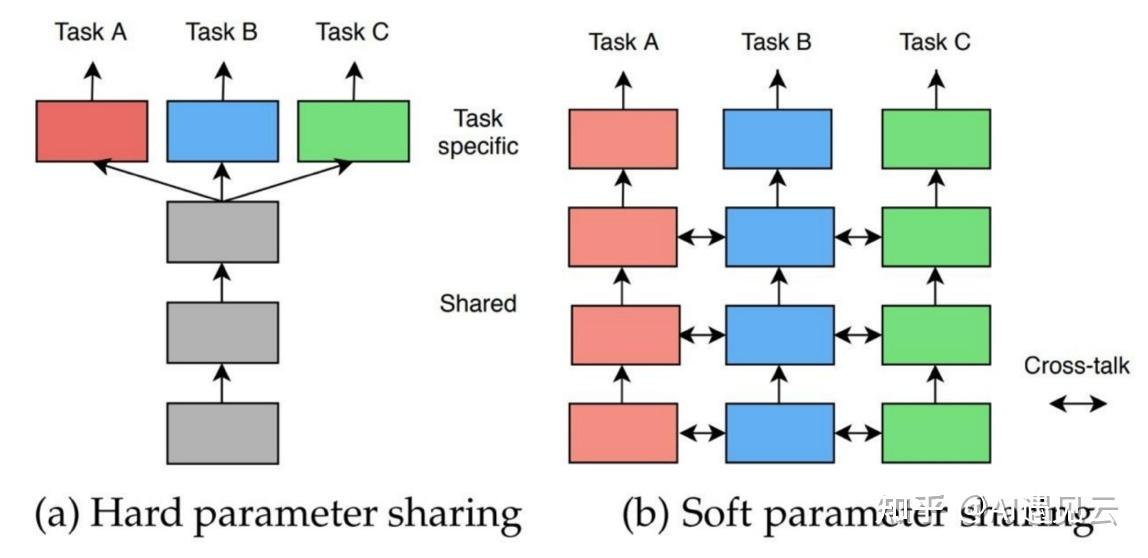 Task A Task B Task C
Task
specific
Shared
(a) Hard parameter sharing
Task A Task B Task C
Cross-talk
(b) Soft parameter sharing
知乎 @AI遇见云